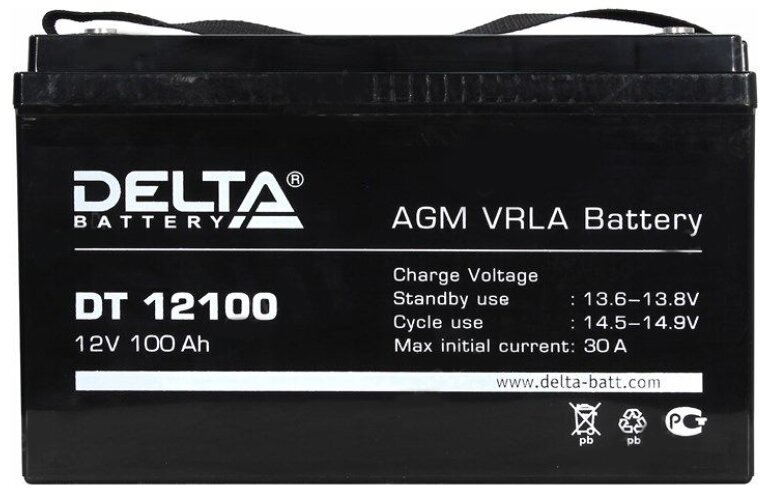 DELTA®
BATTERY
DT 12100
12V 100 Ah
AGM VRLA Battery
Charge Voltage
Standby use : 13.6–13.8V
Cycle use : 14.5–14.9V
Max initial current: 30 A
www.delta-batt.com
pb
pb
РСТ